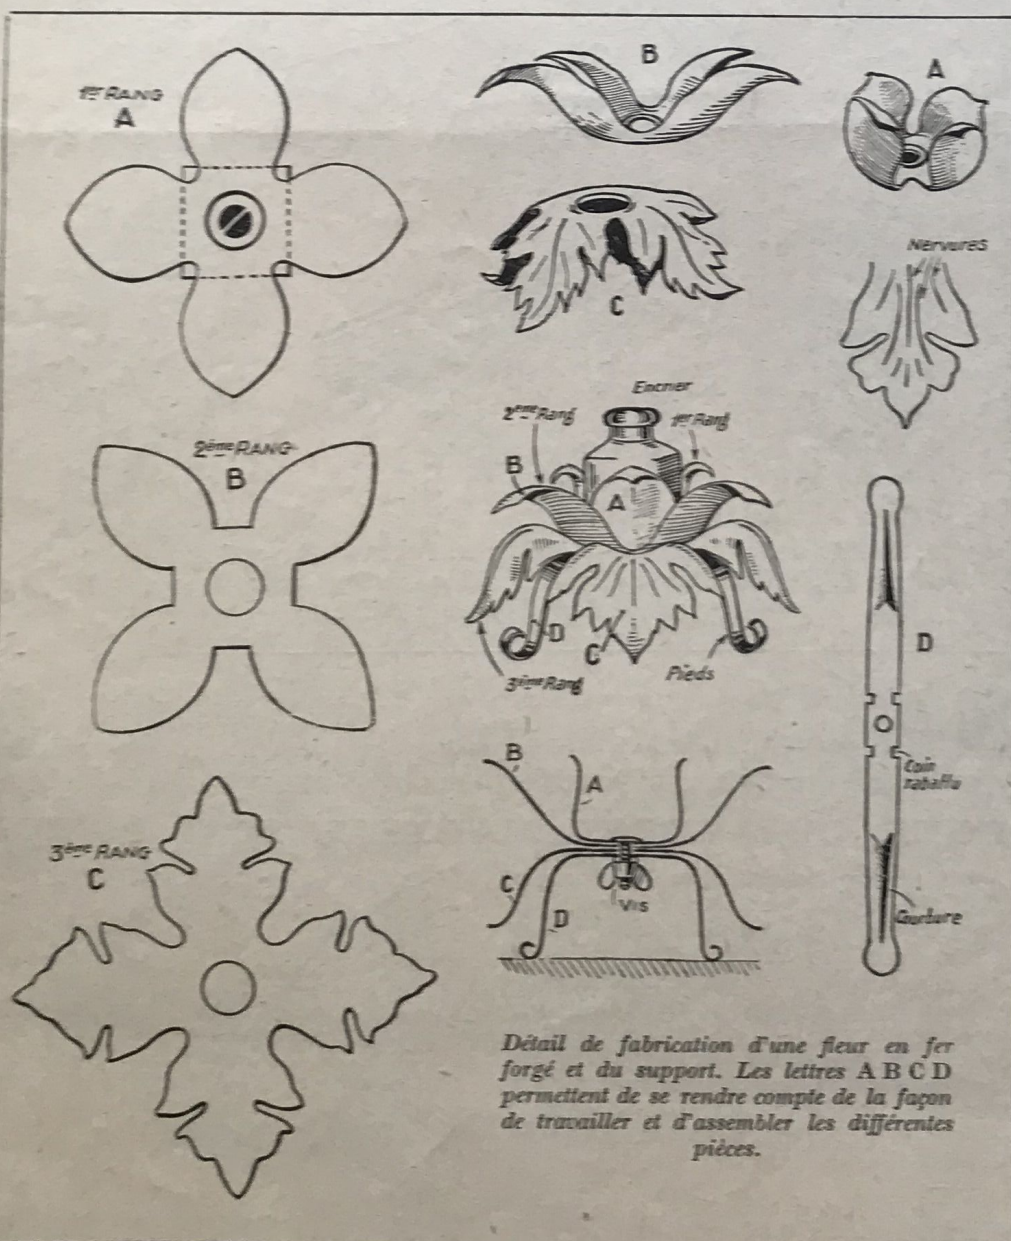 1er RANG
A
B
A
C
Nervures
2ème RANG
B
Encrier
2ème Rang
1er Rang
B
A
D
C
3ème Rang
Pieds
D
Coin
rabattu
Courbure
3ème RANG
C
B
A
C
D
Vis
Détail de fabrication d'une fleur en fer
forgé et du support. Les lettres A B C D
permettent de se rendre compte de la façon
de travailler et d'assembler les différentes
pièces.